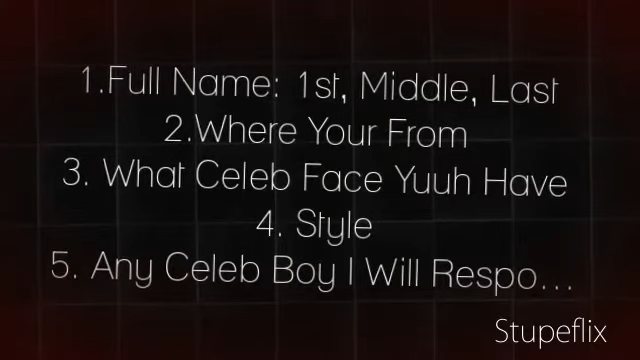 1.Full Name: 1st, Middle, Last
2.Where Your From
3. What Celeb Face Yuuh Have
4. Style
5. Any Celeb Boy I Will Respo...
Stupeflix